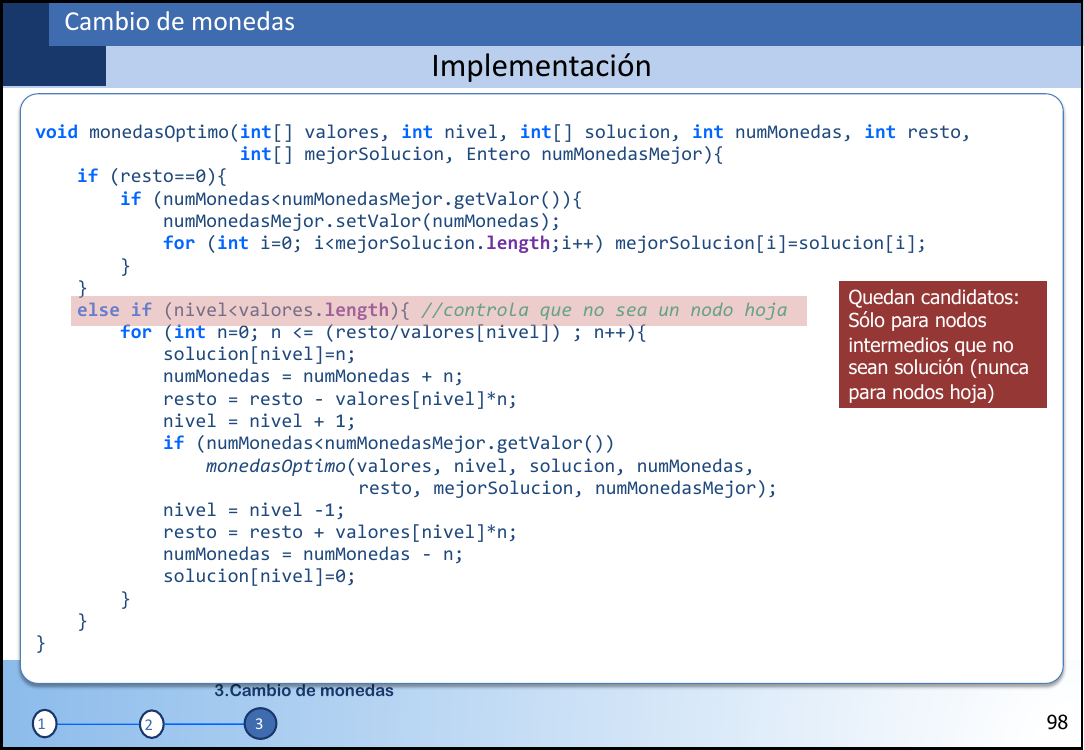 Cambio de monedas
Implementación
void monedasOptimo(int[] valores, int nivel, int[] solucion, int numMonedas, int resto,
int[] mejorSolucion, Entero numMonedasMejor){
if (resto==0){
if (numMonedas<numMonedasMejor.getValor()){
numMonedasMejor.setValor(numMonedas);
for (int i=0; i<mejorSolucion.length;i++) mejorSolucion[i]=solucion[i];
}
}
else if (nivel<valores.length){ //controla que no sea un nodo hoja
for (int n=0; n <= (resto/valores[nivel]) ; n++){
solucion[nivel]=n;
numMonedas = numMonedas + n;
resto = resto - valores[nivel]*n;
nivel = nivel + 1;
if (numMonedas<numMonedasMejor.getValor())
monedasOptimo(valores, nivel, solucion, numMonedas,
resto, mejorSolucion, numMonedasMejor);
nivel = nivel -1;
resto = resto + valores[nivel]*n;
numMonedas = numMonedas - n;
solucion[nivel]=0;
}
}
}
Quedan candidatos:
Sólo para nodos
intermedios que no
sean solución (nunca
para nodos hoja)
3.Cambio de monedas
1
2
3
98